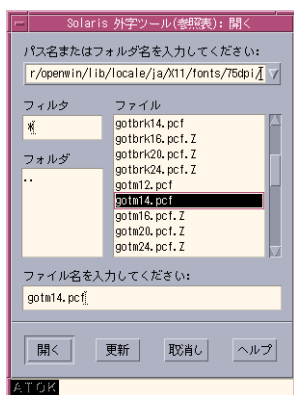 Solaris 外字ツール(参照表): 開く
パス名またはフォルダ名を入力してください:
r/openwin/lib/locale/ja/X11/fonts/75dpi/
フィルタ
ファイル
*
gotbrk14.pcf
gotbrk16.pcf.Z
gotbrk20.pcf.Z
gotbrk24.pcf.Z
gotm12.pcf
gotm14.pcf
gotm16.pcf.Z
gotm20.pcf.Z
gotm24.pcf.Z
フォルダ
..
ファイル名を入力してください:
gotm14.pcf
開く 更新 取消し ヘルプ
ATOK